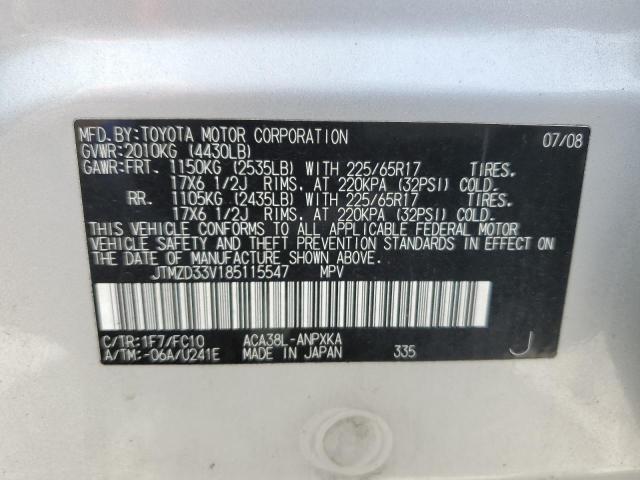 MFD.BY:TOYOTA MOTOR CORPORATION 07/08
GVWR:2010KG (4430LB)
GAWR:FRT. 1150KG (2535LB) WITH 225/65R17 TIRES.
17X6 1/2J RIMS, AT 220KPA (32PSI) COLD.
RR. 1105KG (2435LB) WITH 225/65R17 TIRES.
17X6 1/2J RIMS, AT 220KPA (32PSI) COLD.
THIS VEHICLE CONFORMS TO ALL APPLICABLE FEDERAL MOTOR
VEHICLE SAFETY AND THEFT PREVENTION STANDARDS IN EFFECT ON
THE DATE OF MANUFACTURE SHOWN ABOVE.
JTMZD33V185115547 MPV
C/TR:1F7/FC10 ACA38L-ANPXKA
A/TM:-06A/U241E MADE IN JAPAN 335 J